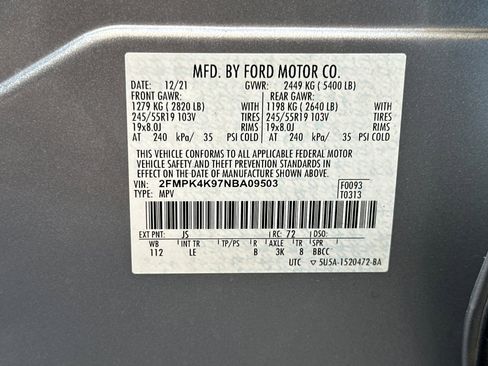 MFD. BY FORD MOTOR CO.
DATE: 12/21 GVWR: 2449 KG ( 5400 LB)
FRONT GAWR: REAR GAWR:
1279 KG ( 2820 LB) WITH 1198 KG ( 2640 LB) WITH
245/55R19 103V TIRES 245/55R19 103V TIRES
19x8.0J RIMS 19x8.0J RIMS
AT 240 kPa/ 35 PSI COLD AT 240 kPa/ 35 PSI COLD
THIS VEHICLE CONFORMS TO ALL APPLICABLE FEDERAL MOTOR
VEHICLE SAFETY AND THEFT PREVENTION STANDARDS IN
EFFECT ON THE DATE OF MANUFACTURE SHOWN ABOVE.
VIN: 2FMPK4K97NBA09503 F0093
TYPE: MPV T0313
EXT PNT: JS RC: 72
WB INT TR TP/PS R AXLE TR SPR
112 LE 8 3K 8 BBCC
UTC ▽ 5U5A-1520472-BA